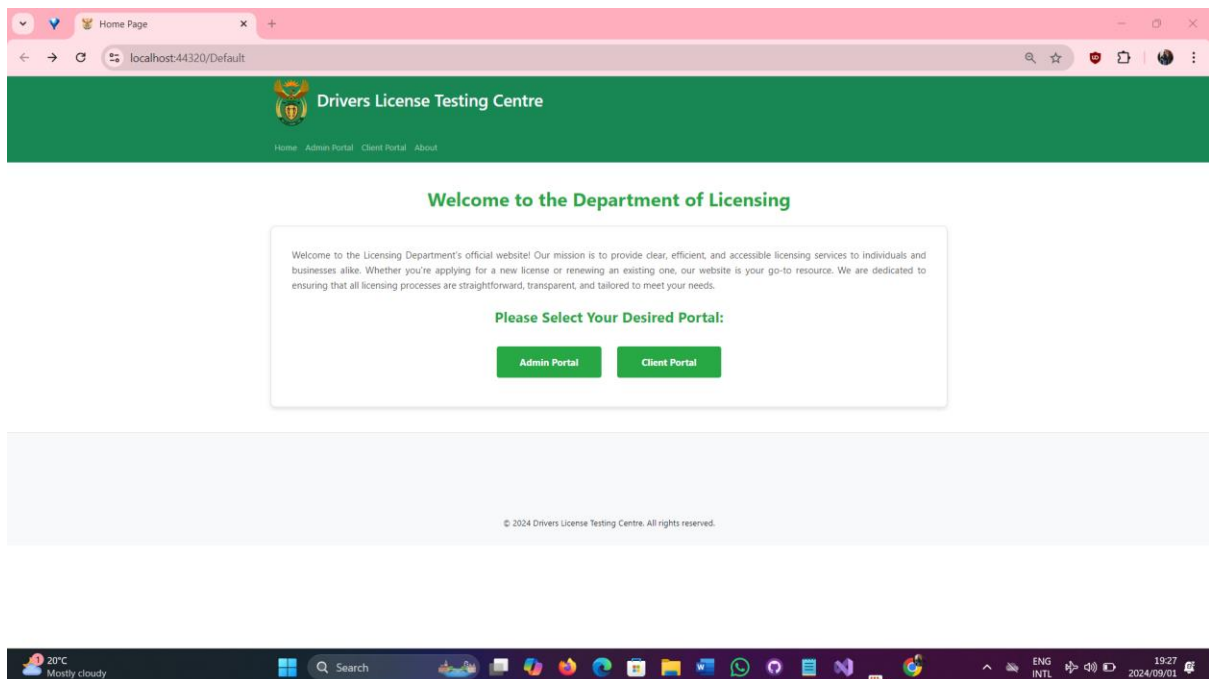 Home Page
localhost:44320/Default
Drivers License Testing Centre
Home Admin Portal Client Portal About
Welcome to the Department of Licensing
Welcome to the Licensing Department's official website! Our mission is to provide clear, efficient, and accessible licensing services to individuals and
businesses alike. Whether you're applying for a new license or renewing an existing one, our website is your go-to resource. We are dedicated to
ensuring that all licensing processes are straightforward, transparent, and tailored to meet your needs.
Please Select Your Desired Portal:
Admin Portal Client Portal
© 2024 Drivers License Testing Centre. All rights reserved.
1
20°C
Mostly cloudy
Search
ENG
INTL
19:27
2024/09/01